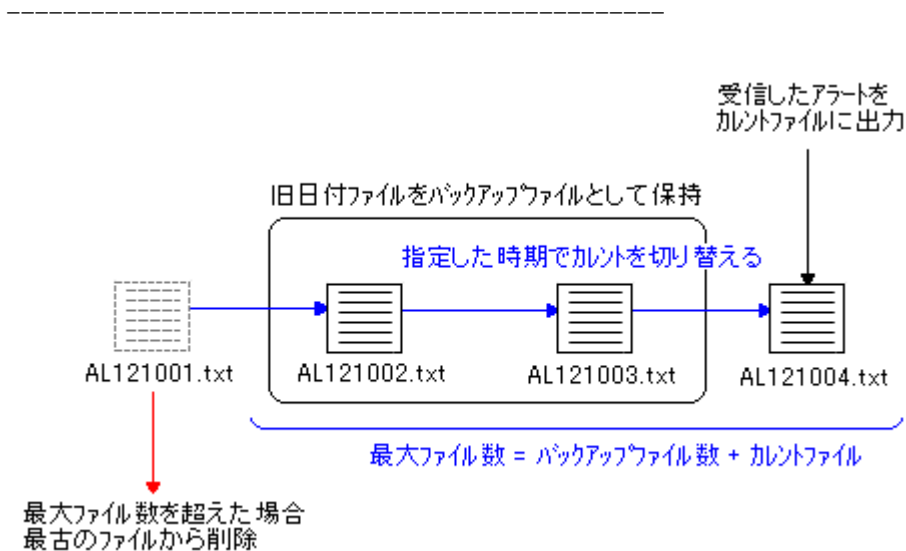 受信したアラートを
カレントファイルに出力
旧日付ファイルをバックアップファイルとして保持
指定した時期でカレントを切り替える
AL121001.txt
AL121002.txt
AL121003.txt
AL121004.txt
最大ファイル数 = バックアップファイル数 + カレントファイル
最大ファイル数を超えた場合
最古のファイルから削除